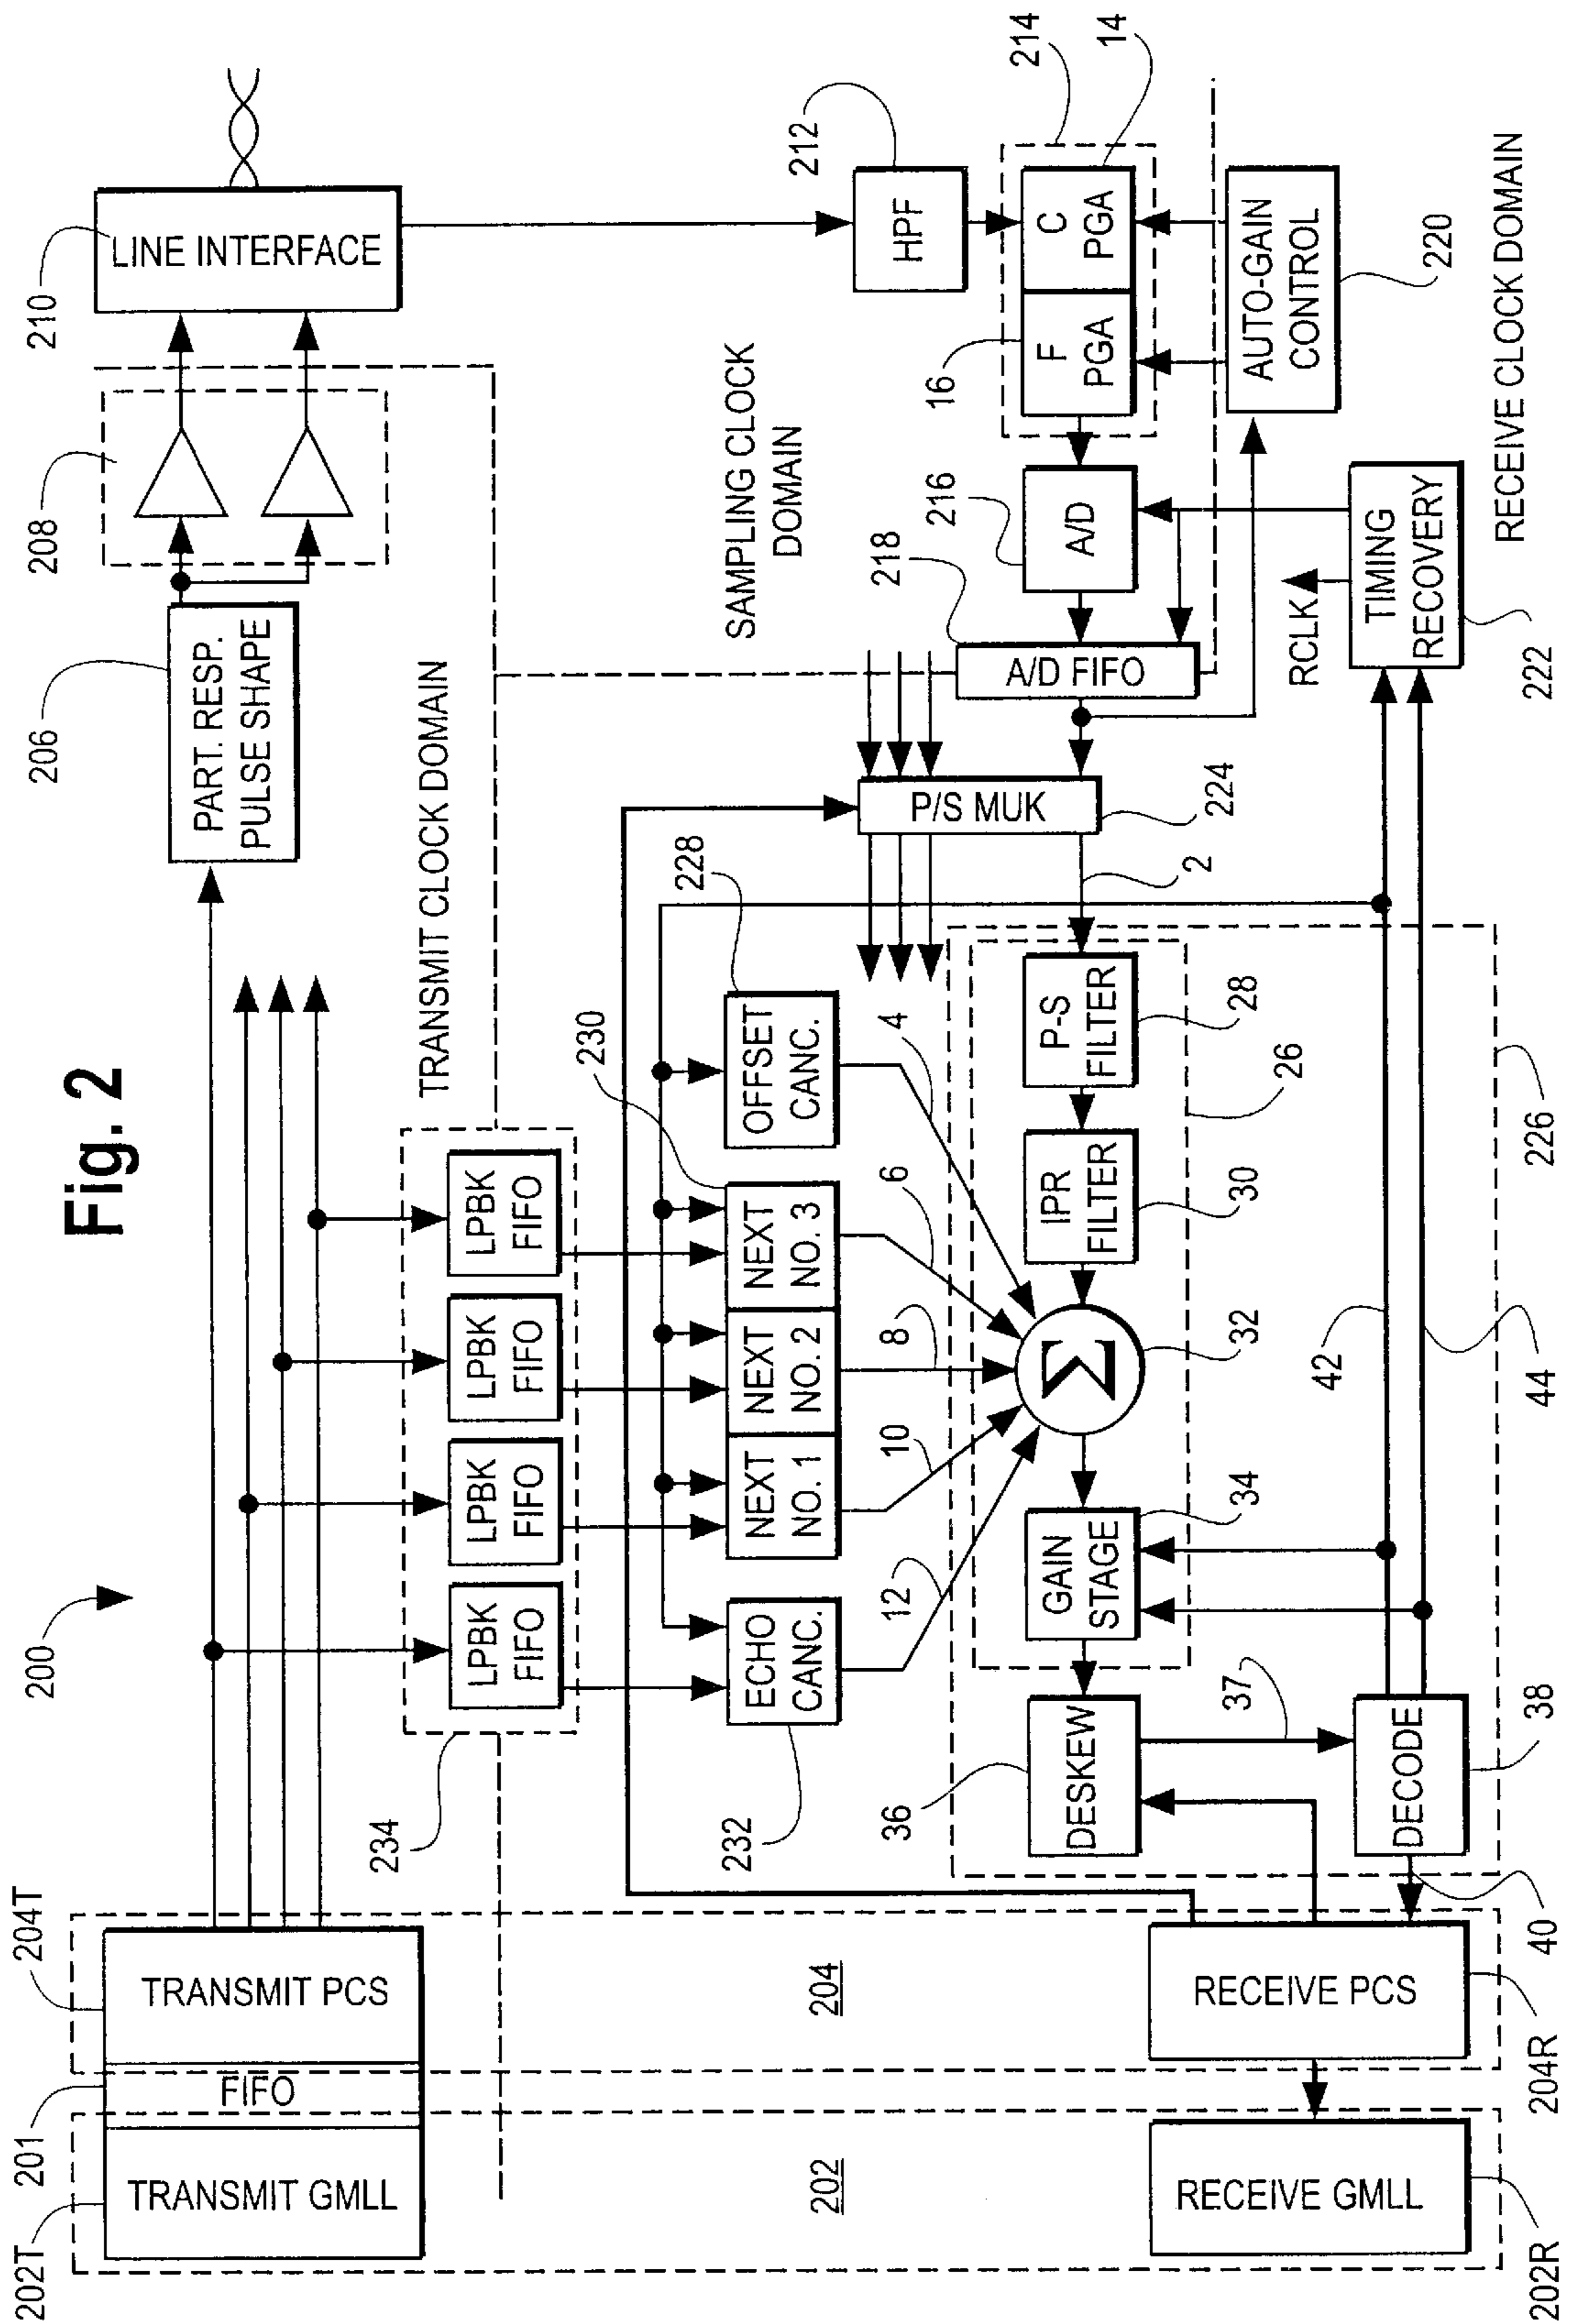 Fig. 2
200
202T
201
204T
TRANSMIT GMLL
FIFO
TRANSMIT PCS
206
PART. RESP.
PULSE SHAPE
208
210
LINE INTERFACE
TRANSMIT CLOCK DOMAIN
234
LPBK
FIFO
LPBK
FIFO
LPBK
FIFO
LPBK
FIFO
SAMPLING CLOCK
DOMAIN
232
ECHO
CANC.
NEXT
NO. 1
NEXT
NO. 2
NEXT
NO. 3
230
OFFSET
CANC.
228
12
10
8
6
4
2
P/S MUK
224
218
A/D FIFO
216
A/D
16
F
PGA
C
PGA
14
214
212
HPF
202
204
36
DESKEW
GAIN
STAGE
34
Σ
32
IPR
FILTER
30
P-S
FILTER
28
26
37
42
44
226
DECODE
38
40
RCLK
TIMING
RECOVERY
222
AUTO-GAIN
CONTROL
220
RECEIVE CLOCK DOMAIN
RECEIVE GMLL
202R
RECEIVE PCS
204R